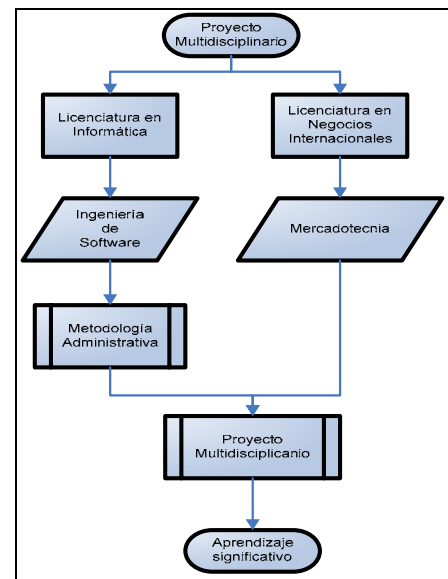 Proyecto
Multidisciplinario
Licenciatura en
Informática
Licenciatura en
Negocios
Internacionales
Ingeniería
de
Software
Mercadotecnia
Metodología
Administrativa
Proyecto
Multidisciplicanio
Aprendizaje
significativo